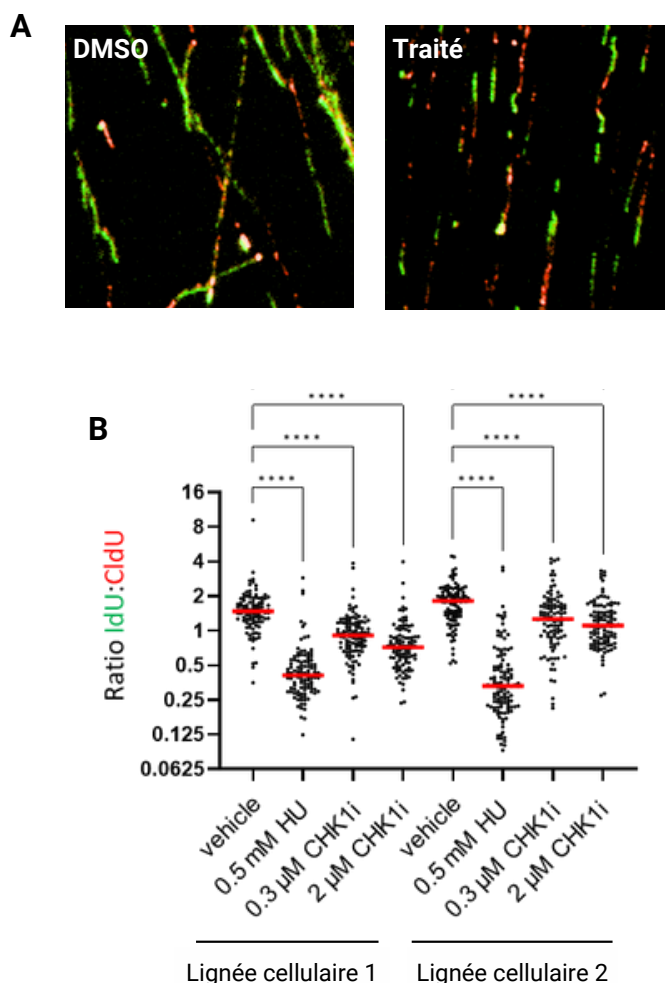 A
DMSO
Traité
B
**** ****
**** ****
**** ****
16
8
4
2
1
0.5
0.25
0.125
0.0625
Ratio IdU:CldU
vehicle
0.5 mM HU
0.3 µM CHK1i
2 µM CHK1i
vehicle
0.5 mM HU
0.3 µM CHK1i
2 µM CHK1i
Lignée cellulaire 1
Lignée cellulaire 2